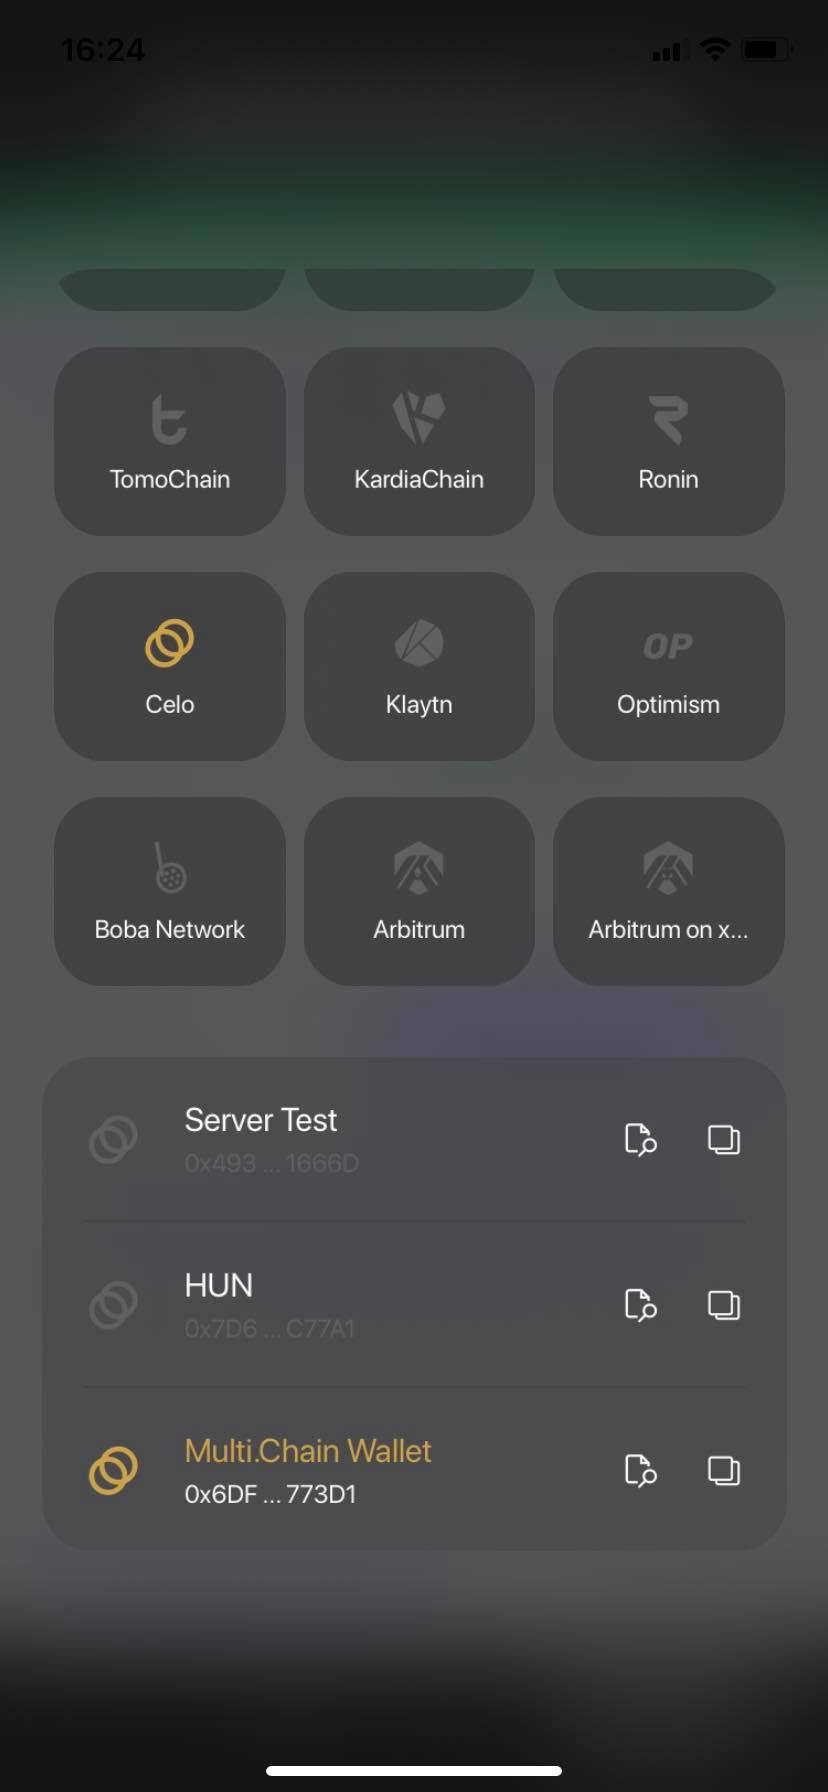 16:24
TomoChain
KardiaChain
Ronin
Celo
Klaytn
OP
Optimism
Boba Network
Arbitrum
Arbitrum on x...
Server Test
0x493 ... 1666D
HUN
0x7D6 ... C77A1
Multi.Chain Wallet
0x6DF ... 773D1